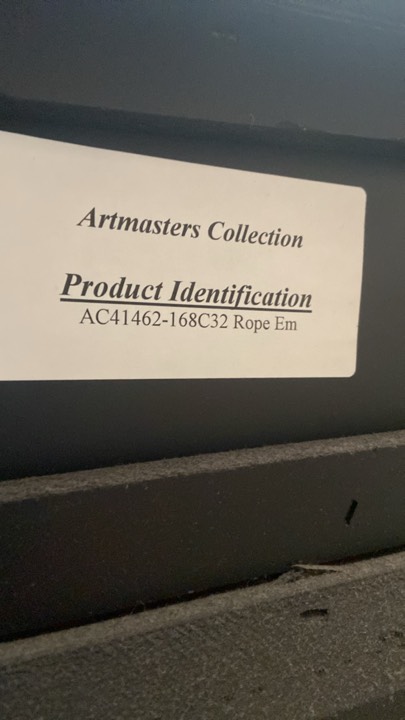 Artmasters Collection
Product Identification
AC41462-168C32 Rope Em